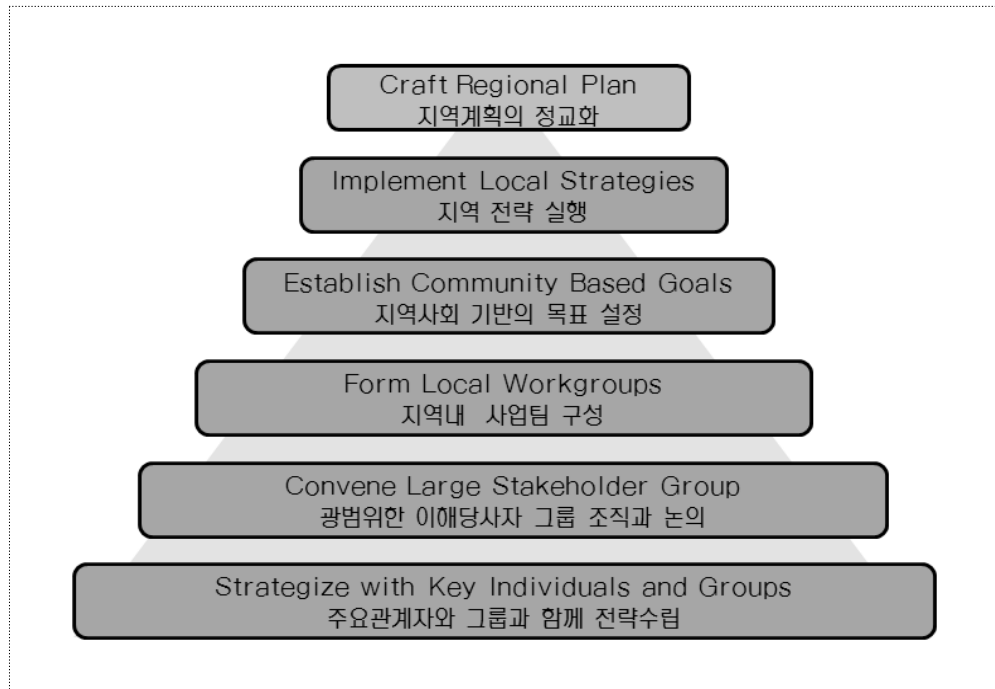 Craft Regional Plan
지역계획의 정교화
Implement Local Strategies
지역 전략 실행
Establish Community Based Goals
지역사회 기반의 목표 설정
Form Local Workgroups
지역내 사업팀 구성
Convene Large Stakeholder Group
광범위한 이해당사자 그룹 조직과 논의
Strategize with Key Individuals and Groups
주요관계자와 그룹과 함께 전략수립